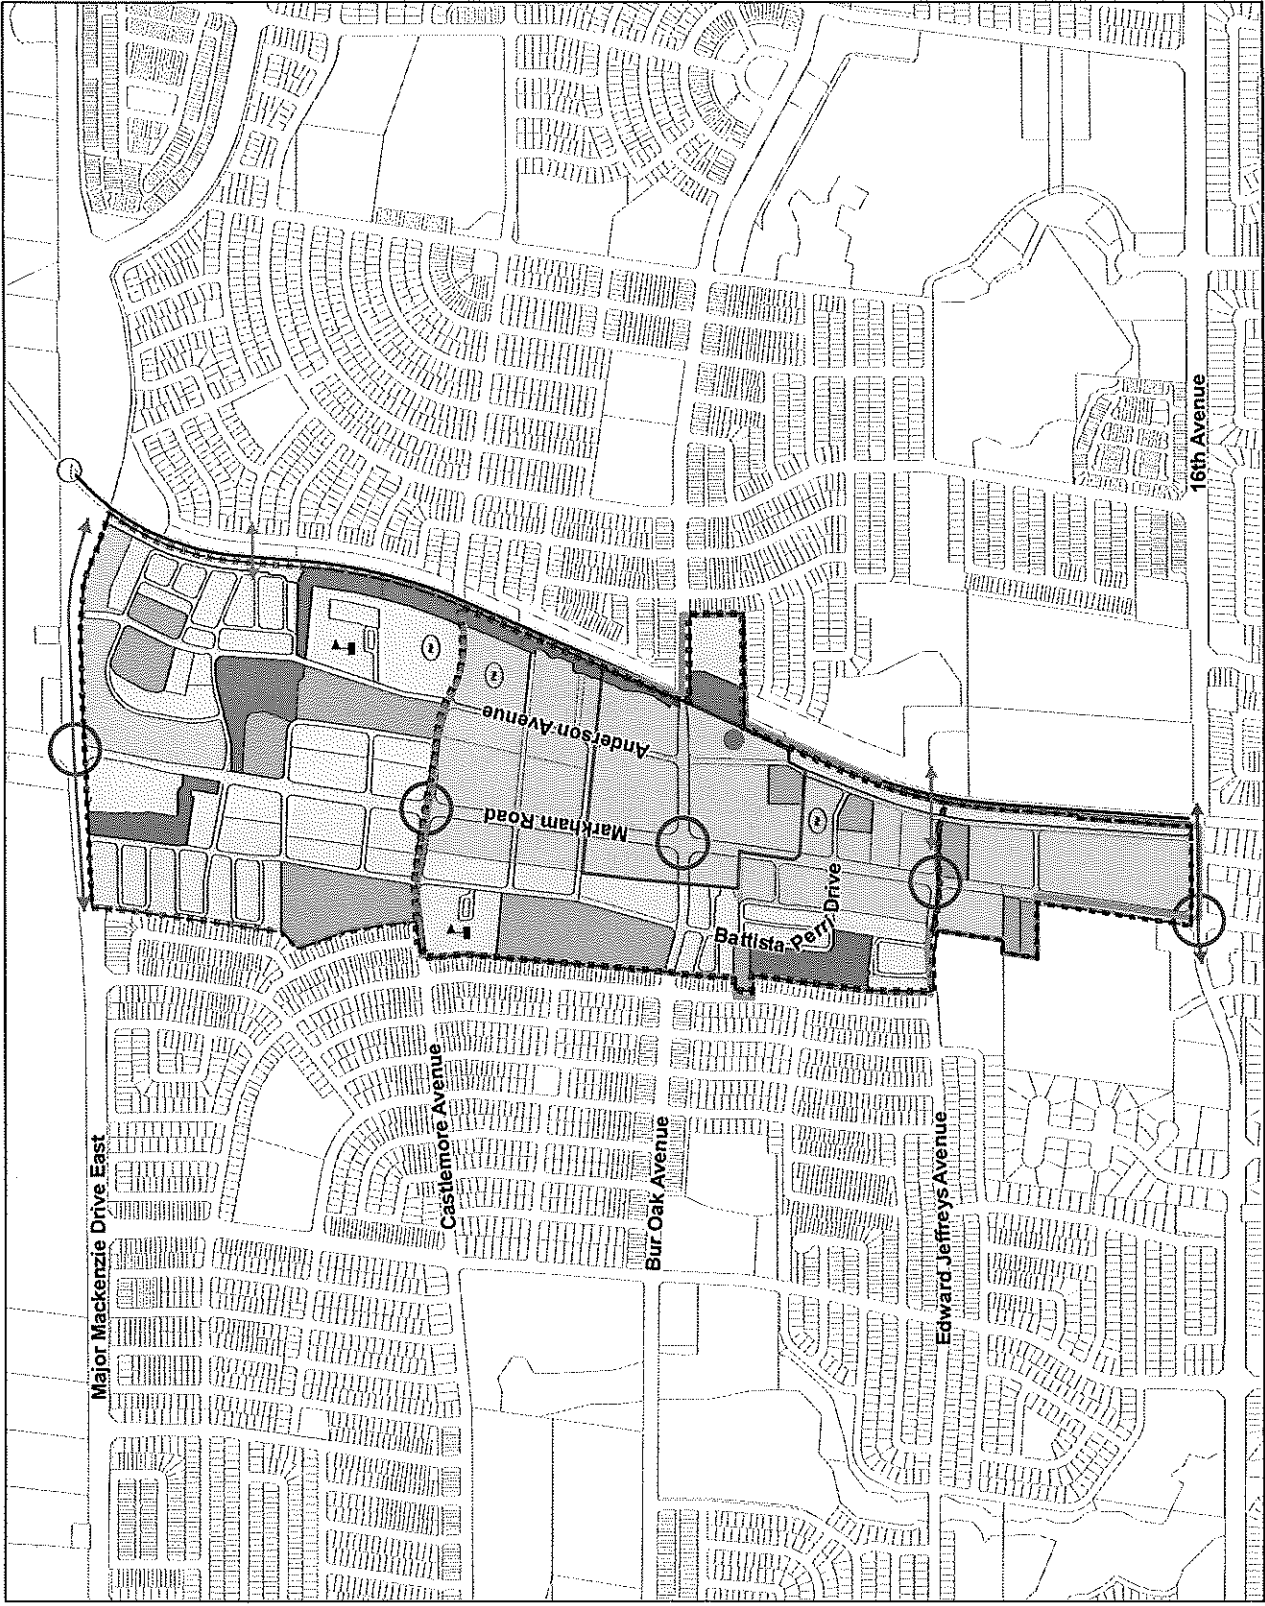 16th Avenue
Anderson Avenue
Markham Road
Battista Perri Drive
Castlemore Avenue
Major Mackenzie Drive East
Bur Oak Avenue
Edward Jeffreys Avenue